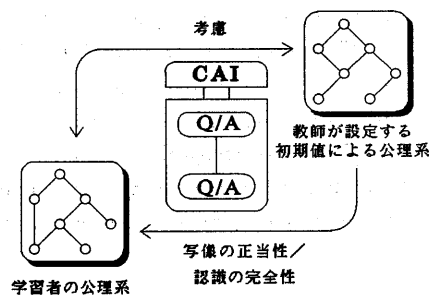 考慮
CAI
Q/A
Q/A
教師が設定する
初期値による公理系
写像の正当性／
認識の完全性
学習者の公理系